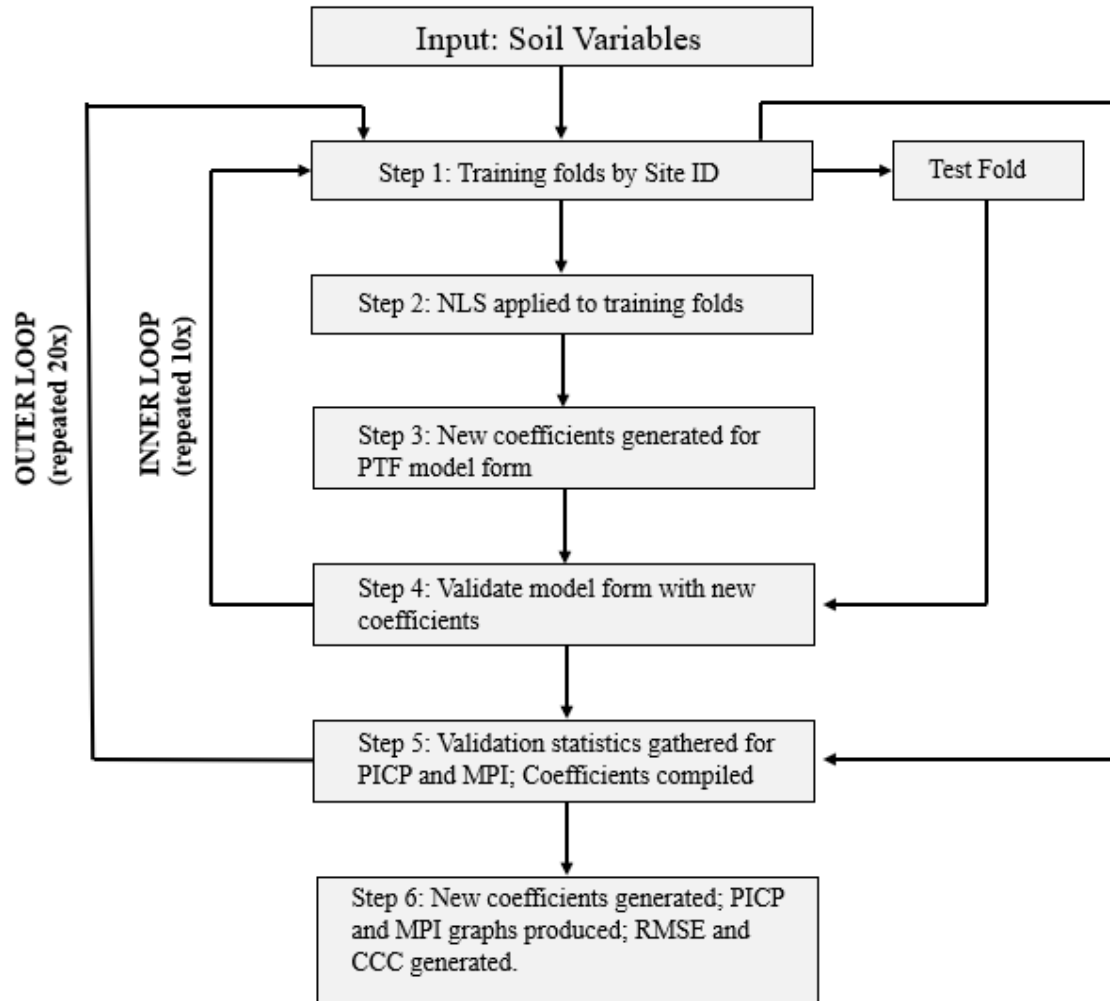 Input: Soil Variables
Step 1: Training folds by Site ID
Test Fold
Step 2: NLS applied to training folds
OUTER LOOP
(repeated 20x)
INNER LOOP
(repeated 10x)
Step 3: New coefficients generated for
PTF model form
Step 4: Validate model form with new
coefficients
Step 5: Validation statistics gathered for
PICP and MPI; Coefficients compiled
Step 6: New coefficients generated; PICP
and MPI graphs produced; RMSE and
CCC generated.